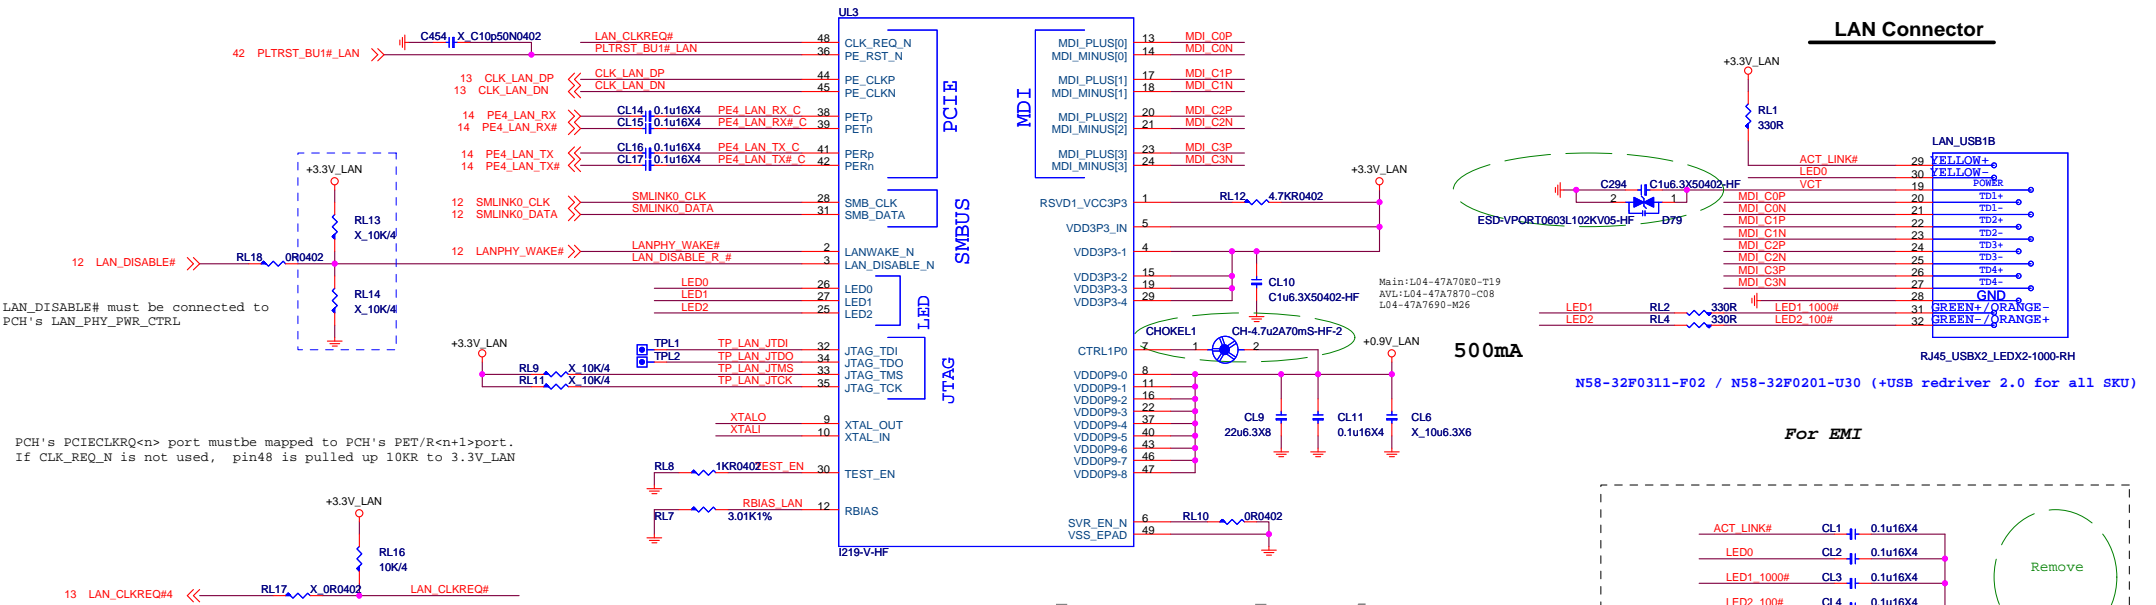 UL3
LAN Connector
C454 X_C10p50N0402
LAN_CLKREQ# 48 CLK_REQ_N
42 PLTRST_BU1#_LAN PLTRST_BU1#_LAN 36 PE_RST_N
13 CLK_LAN_DP CLK_LAN_DP 44 PE_CLKP
13 CLK_LAN_DN CLK_LAN_DN 45 PE_CLKN
14 PE4_LAN_RX CL14 0.1u16X4 PE4_LAN_RX_C 38 PETp
14 PE4_LAN_RX# CL15 0.1u16X4 PE4_LAN_RX#_C 39 PETn
14 PE4_LAN_TX CL16 0.1u16X4 PE4_LAN_TX_C 41 PERp
14 PE4_LAN_TX# CL17 0.1u16X4 PE4_LAN_TX#_C 42 PERn
PCIE
12 SMLINK0_CLK SMLINK0_CLK 28 SMB_CLK
12 SMLINK0_DATA SMLINK0_DATA 31 SMB_DATA
SMBUS
12 LANPHY_WAKE# LANPHY_WAKE# 2 LANWAKE_N
LAN_DISABLE_R_# 3 LAN_DISABLE_N
+3.3V_LAN
RL13
X_10K/4
12 LAN_DISABLE# RL18 0R0402
RL14
X_10K/4
LAN_DISABLE# must be connected to
PCH's LAN_PHY_PWR_CTRL
LED0 26 LED0
LED1 27 LED1
LED2 25 LED2
LED
+3.3V_LAN
TPL1 TP_LAN_JTDI 32 JTAG_TDI
TPL2 TP_LAN_JTDO 34 JTAG_TDO
RL9 X_10K/4 TP_LAN_JTMS 33 JTAG_TMS
RL11 X_10K/4 TP_LAN_JTCK 35 JTAG_TCK
JTAG
XTALO 9 XTAL_OUT
XTALI 10 XTAL_IN
PCH's PCIECLKRQ<n> port mustbe mapped to PCH's PET/R<n+1>port.
If CLK_REQ_N is not used, pin48 is pulled up 10KR to 3.3V_LAN
RL8 1KR0402 TEST_EN 30 TEST_EN
RL7 3.01K1% RBIAS_LAN 12 RBIAS
I219-V-HF
+3.3V_LAN
RL16
10K/4
13 LAN_CLKREQ#4 RL17 X_0R0402 LAN_CLKREQ#
MDI
MDI_PLUS[0] 13 MDI_C0P
MDI_MINUS[0] 14 MDI_C0N
MDI_PLUS[1] 17 MDI_C1P
MDI_MINUS[1] 18 MDI_C1N
MDI_PLUS[2] 20 MDI_C2P
MDI_MINUS[2] 21 MDI_C2N
MDI_PLUS[3] 23 MDI_C3P
MDI_MINUS[3] 24 MDI_C3N
+3.3V_LAN
RSVD1_VCC3P3 1 RL12 4.7KR0402
VDD3P3_IN 5
VDD3P3-1 4
VDD3P3-2 15
VDD3P3-3 19
VDD3P3-4 29
CL10
C1u6.3X50402-HF
Main:L04-47A70E0-T19
AVL:L04-47A7870-C08
L04-47A7690-M26
CHOKEL1 CH-4.7u2A70mS-HF-2
CTRL1P0 7 1 2
+0.9V_LAN
500mA
VDD0P9-0 8
VDD0P9-1 11
VDD0P9-2 16
VDD0P9-3 22
VDD0P9-4 37
VDD0P9-5 40
VDD0P9-6 43
VDD0P9-7 46
VDD0P9-8 47
CL9
22u6.3X8
CL11
0.1u16X4
CL6
X_10u6.3X6
SVR_EN_N 6 RL10 0R0402
VSS_EPAD 49
+3.3V_LAN
RL1
330R
LAN_USB1B
ACT_LINK# 29 YELLOW+
LED0 30 YELLOW-
VCT 19 POWER
MDI_C0P 20 TD1+
MDI_C0N 21 TD1-
MDI_C1P 22 TD2+
MDI_C1N 23 TD2-
MDI_C2P 24 TD3+
MDI_C2N 25 TD3-
MDI_C3P 26 TD4+
MDI_C3N 27 TD4-
28 GND
LED1 RL2 330R LED1_1000# 31 GREEN+/ORANGE-
LED2 RL4 330R LED2_100# 32 GREEN-/ORANGE+
C294 C1u6.3X50402-HF
2 1
ESD-VPORT0603L102KV05-HF D79
RJ45_USBX2_LEDX2-1000-RH
N58-32F0311-F02 / N58-32F0201-U30 (+USB redriver 2.0 for all SKU)
For EMI
ACT_LINK# CL1 0.1u16X4
LED0 CL2 0.1u16X4
LED1_1000# CL3 0.1u16X4
LED2_100# CL4 0.1u16X4
Remove